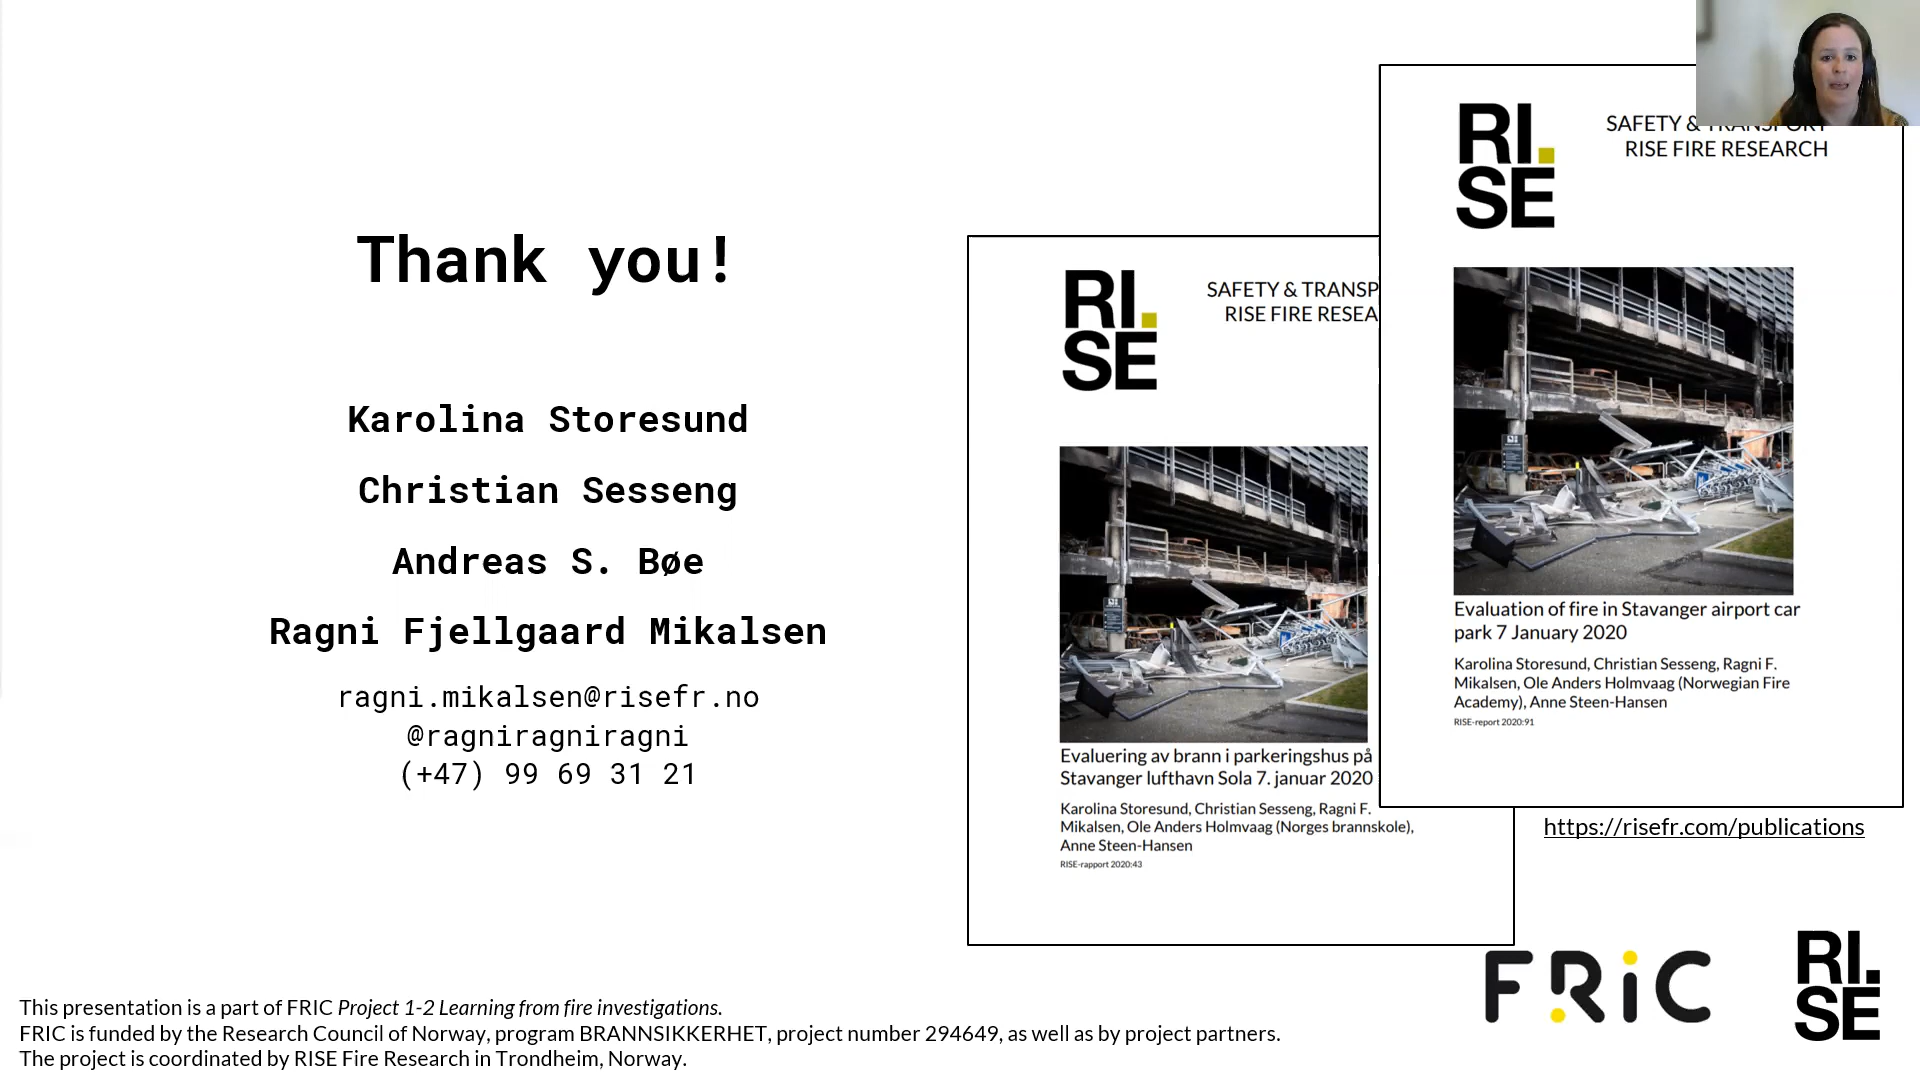 Thank you!
Karolina Storesund
Christian Sesseng
Andreas S. Bøe
Ragni Fjellgaard Mikalsen
ragni.mikalsen@risefr.no
@ragniragniragni
(+47) 99 69 31 21
RI.
SE
SAFETY & TRANSP
RISE FIRE RESEA
Evaluering av brann i parkeringshus på
Stavanger lufthavn Sola 7. januar 2020
Karolina Storesund, Christian Sesseng, Ragni F.
Mikalsen, Ole Anders Holmvaag (Norges brannskole),
Anne Steen-Hansen
RISE-rapport 2020:43
RI.
SE
SAFETY & TRANSPORT
RISE FIRE RESEARCH
Evaluation of fire in Stavanger airport car
park 7 January 2020
Karolina Storesund, Christian Sesseng, Ragni F.
Mikalsen, Ole Anders Holmvaag (Norwegian Fire
Academy), Anne Steen-Hansen
RISE-report 2020:91
https://risefr.com/publications
FRiC
RI.
SE
This presentation is a part of FRIC Project 1-2 Learning from fire investigations.
FRIC is funded by the Research Council of Norway, program BRANNSIKKERHET, project number 294649, as well as by project partners.
The project is coordinated by RISE Fire Research in Trondheim, Norway.